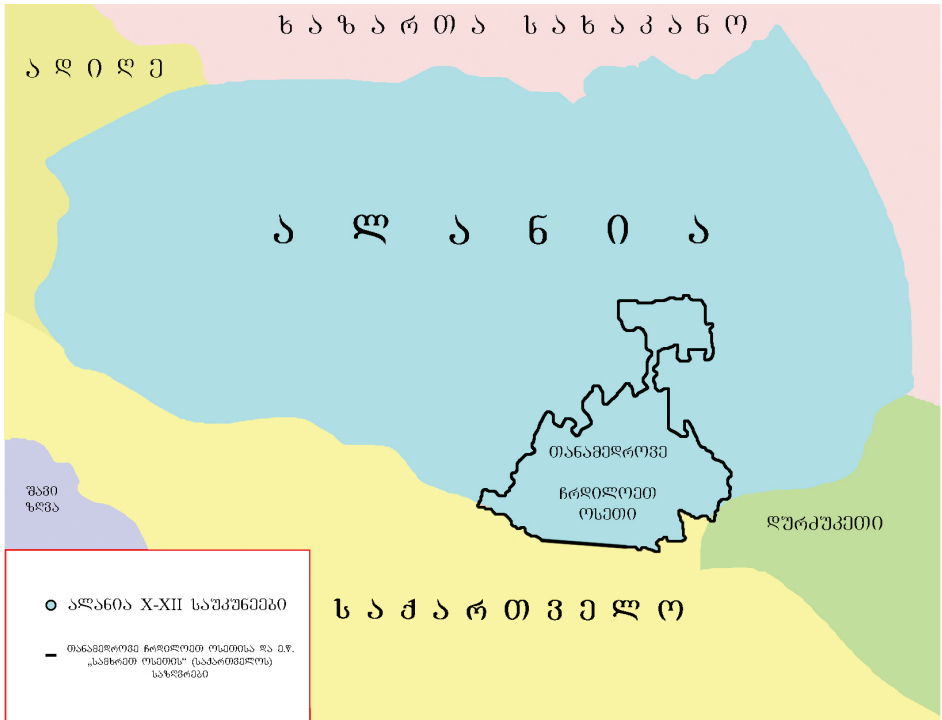 ხაზართა სახაკანო
ადიღე
ალანია
თანამედროვე
ჩრდილოეთ
ოსეთი
შავი
ზღვა
დურძუკეთი
საქართველო
ალანია X-XII საუკუნეები
თანამედროვე ჩრდილოეთ ოსეთისა და ე.წ.
„სამხრეთ ოსეთის“ (საქართველოს)
საზღვრები